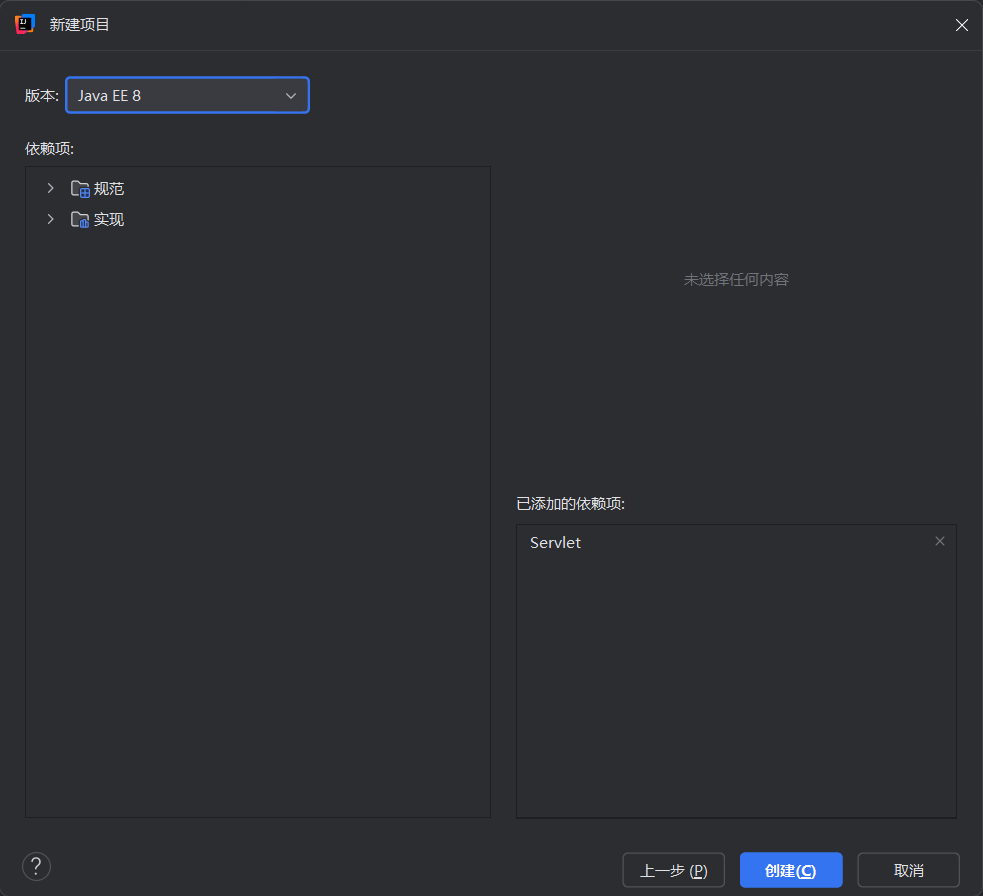 新建项目
版本: Java EE 8
依赖项:
规范
实现
未选择任何内容
已添加的依赖项:
Servlet
? 上一步 (P) 创建(C) 取消